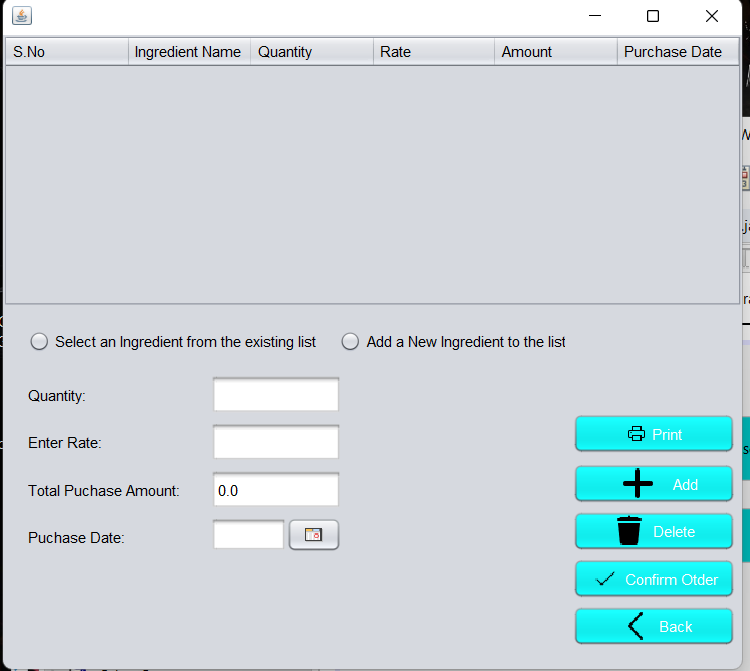 S.No Ingredient Name Quantity Rate Amount Purchase Date
Select an Ingredient from the existing list Add a New Ingredient to the list
Quantity:
Enter Rate:
Total Puchase Amount: 0.0
Puchase Date:
Print
Add
Delete
Confirm Otder
Back